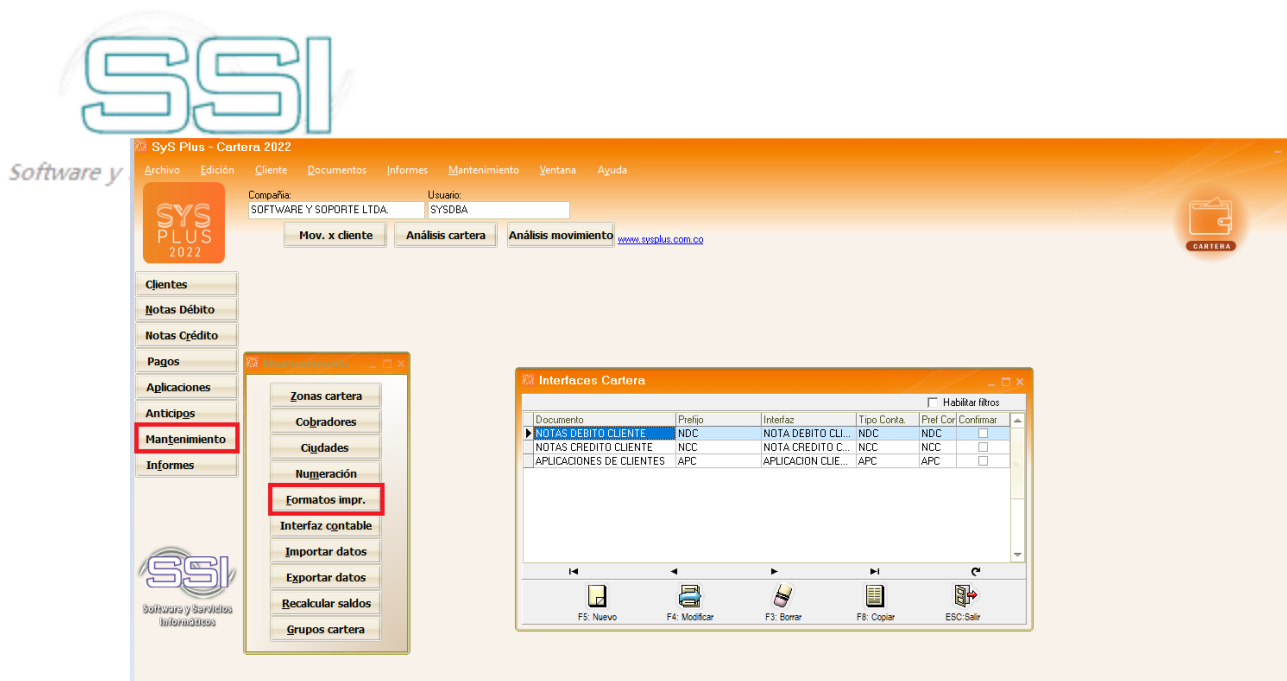 SSI
Software y
SyS Plus - Cartera 2022
Archivo Edición Cliente Documentos Informes Mantenimiento Ventana Ayuda
Compañia: Usuario:
SOFTWARE Y SOPORTE LTDA. SYSDBA
SYS
PLUS
2022
Mov. x cliente Análisis cartera Análisis movimiento www.sysplus.com.co
CARTERA
Clientes
Notas Débito
Notas Crédito
Pagos
Aplicaciones
Anticipos
Mantenimiento
Informes
SSI
Software y Servicios
Informáticos
Mantenimiento
Zonas cartera
Cobradores
Ciudades
Numeración
Formatos impr.
Interfaz contable
Importar datos
Exportar datos
Recalcular saldos
Grupos cartera
Interfaces Cartera
Habilitar filtros
Documento Prefijo Interfaz Tipo Conta. Pref Cor Confirmar
NOTAS DEBITO CLIENTE NDC NOTA DEBITO CLI... NDC NDC
NOTAS CREDITO CLIENTE NCC NOTA CREDITO C... NCC NCC
APLICACIONES DE CLIENTES APC APLICACION CLIE... APC APC
F5: Nuevo F4: Modificar F3: Borrar F8: Copiar ESC:Salir